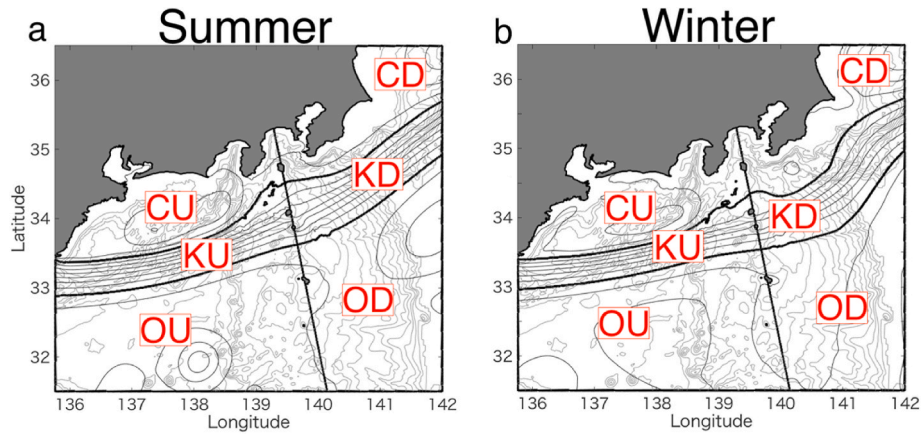 a Summer
CD
36
35
KD
CU
34
KU
33
OD
OU
32
Latitude
136 137 138 139 140 141 142
Longitude
b Winter
CD
36
35
CU
KD
34
KU
33
OD
OU
32
136 137 138 139 140 141 142
Longitude